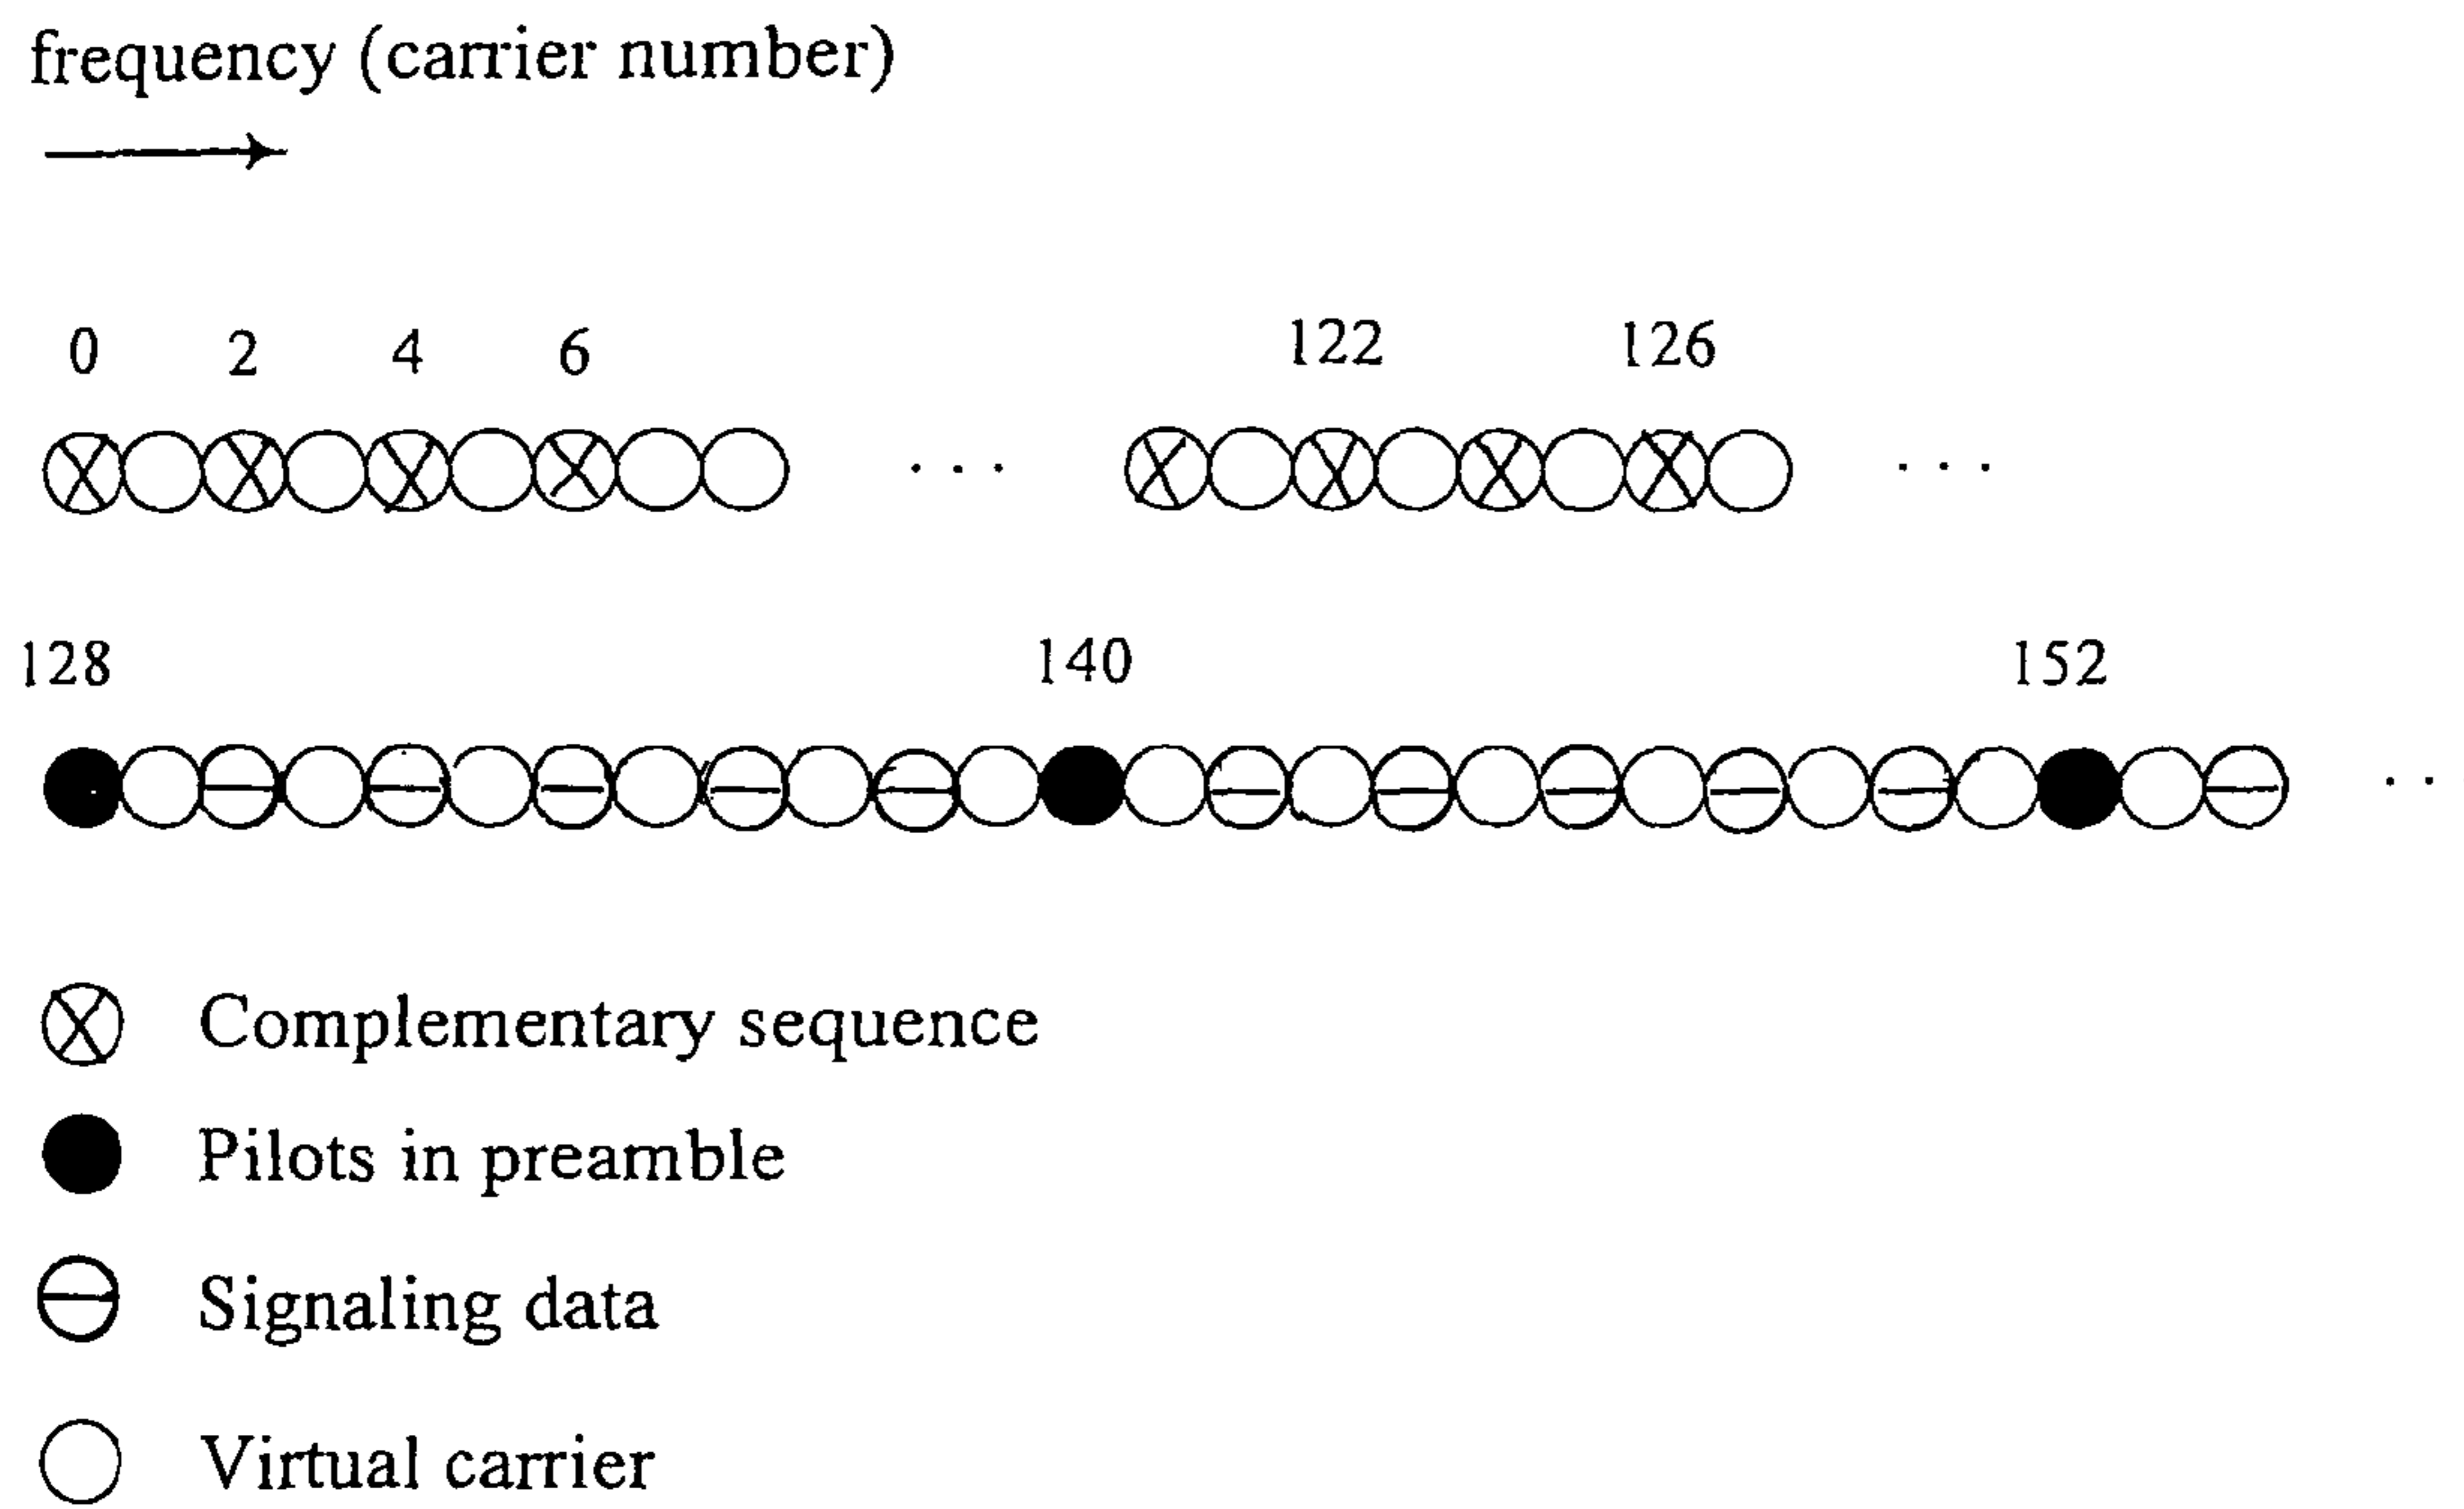 frequency (carrier number)
0 2 4 6 122 126
. . . . . .
128 140 152
. .
Complementary sequence
Pilots in preamble
Signaling data
Virtual carrier